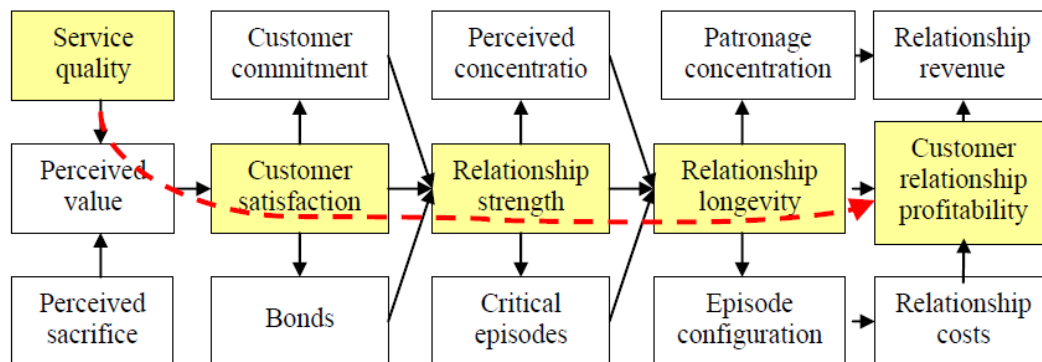 Service
quality
Customer
commitment
Perceived
concentratio
Patronage
concentration
Relationship
revenue
Perceived
value
Customer
satisfaction
Relationship
strength
Relationship
longevity
Customer
relationship
profitability
Perceived
sacrifice
Bonds
Critical
episodes
Episode
configuration
Relationship
costs